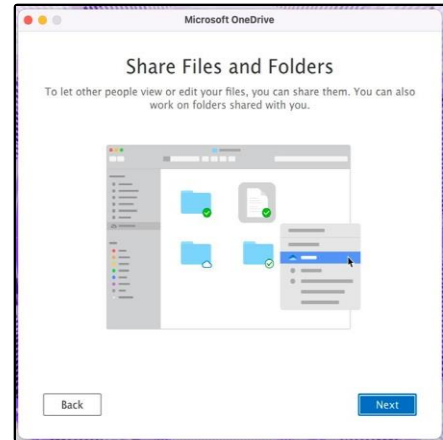 Microsoft OneDrive
Share Files and Folders
To let other people view or edit your files, you can share them. You can also
work on folders shared with you.
Back
Next